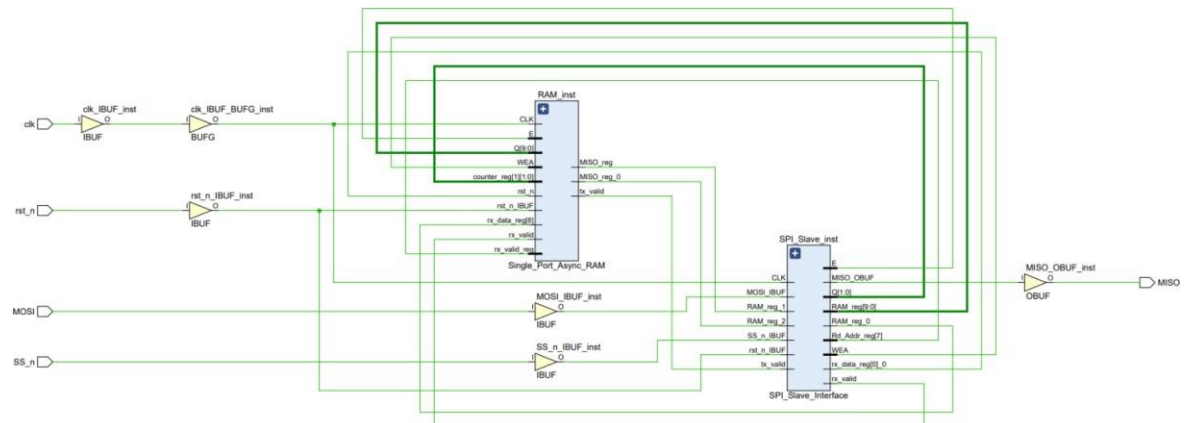 clk
clk_IBUF_inst
I
O
IBUF
clk_IBUF_BUFG_inst
I
O
BUFG
rst_n
rst_n_IBUF_inst
I
O
IBUF
MOSI
MOSI_IBUF_inst
I
O
IBUF
SS_n
SS_n_IBUF_inst
I
O
IBUF
RAM_inst
CLK
E
Q[9:0]
WEA
counter_reg[1][1:0]
rst_n
rst_n_IBUF
rx_data_reg[8]
rx_valid
rx_valid_reg
MISO_reg
MISO_reg_0
tx_valid
Single_Port_Async_RAM
SPI_Slave_inst
CLK
MOSI_IBUF
RAM_reg_1
RAM_reg_2
SS_n_IBUF
rst_n_IBUF
tx_valid
E
MISO_OBUF
Q[1:0]
RAM_reg[9:0]
RAM_reg_0
Rd_Addr_reg[7]
WEA
rx_data_reg[0]_0
rx_valid
SPI_Slave_Interface
MISO_OBUF_inst
I
O
OBUF
MISO